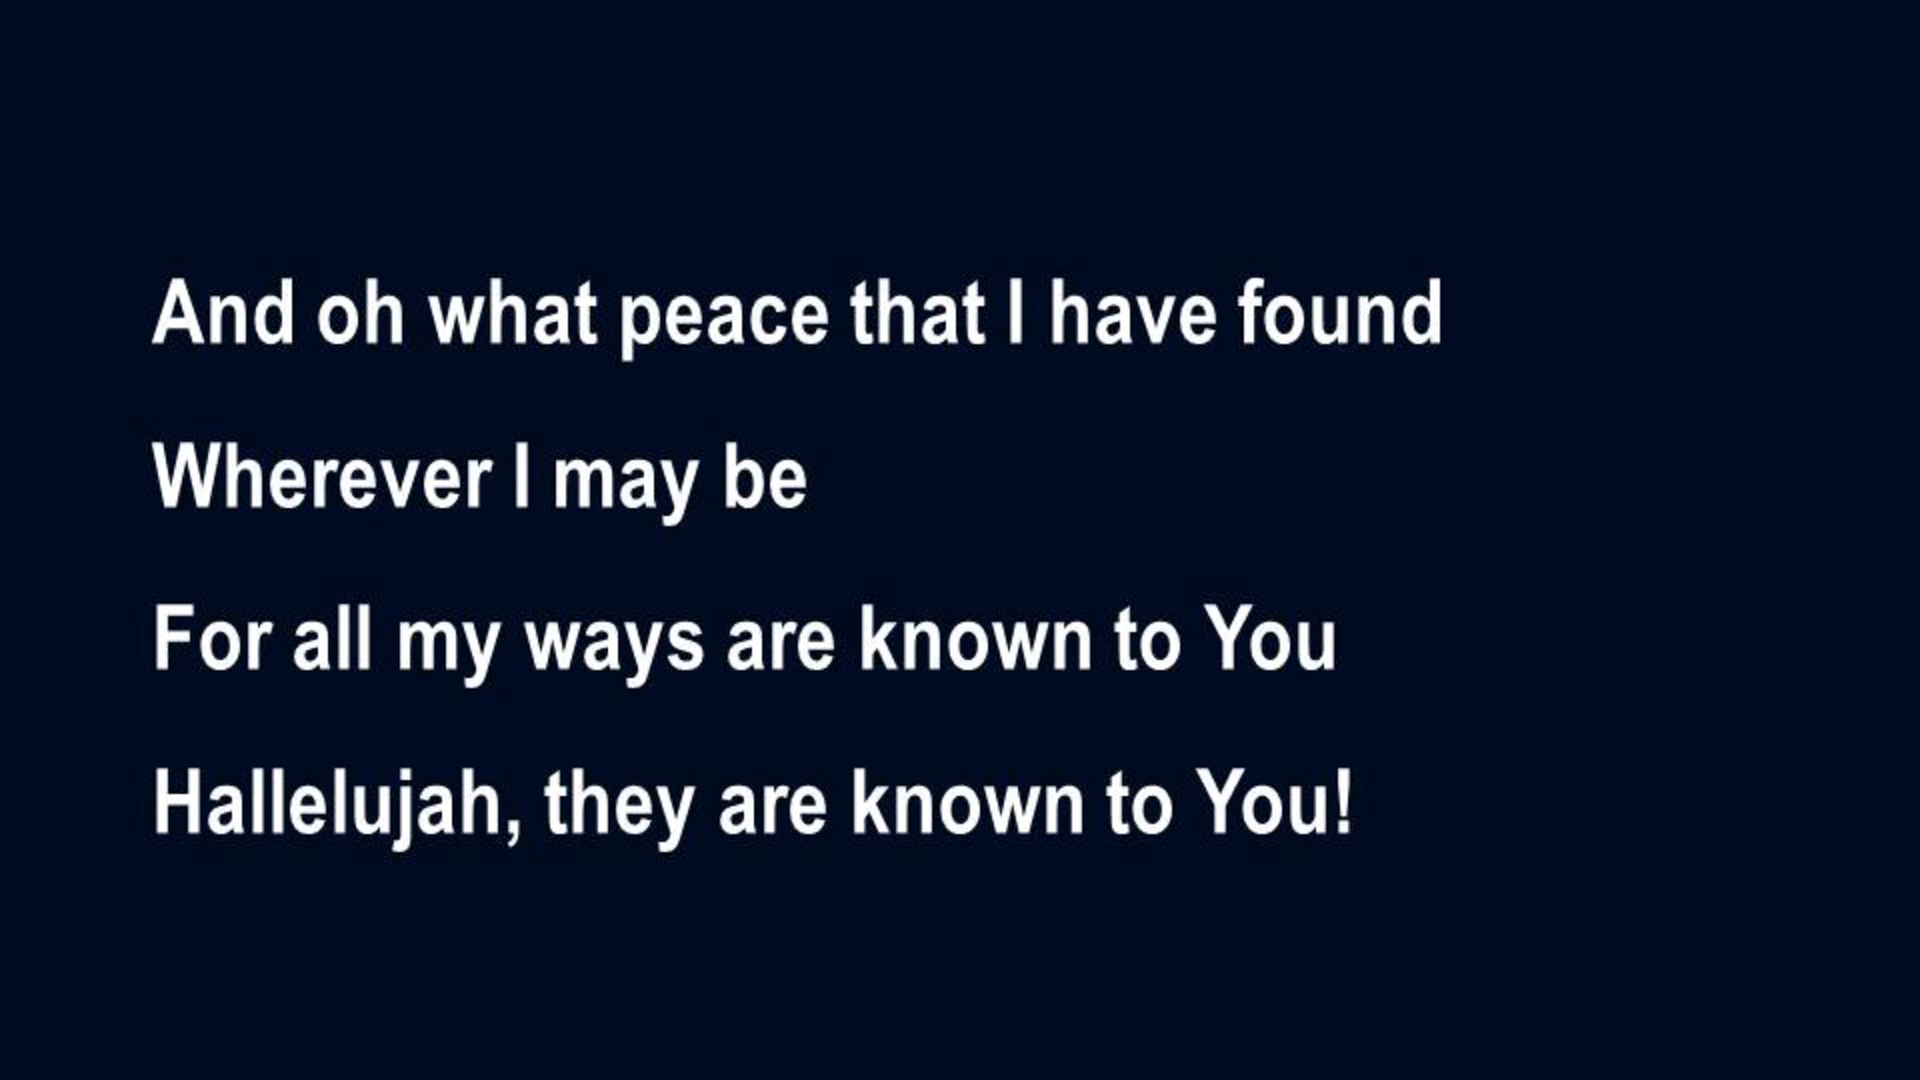 And oh what peace that I have found
Wherever I may be
For all my ways are known to You
Hallelujah, they are known to You!